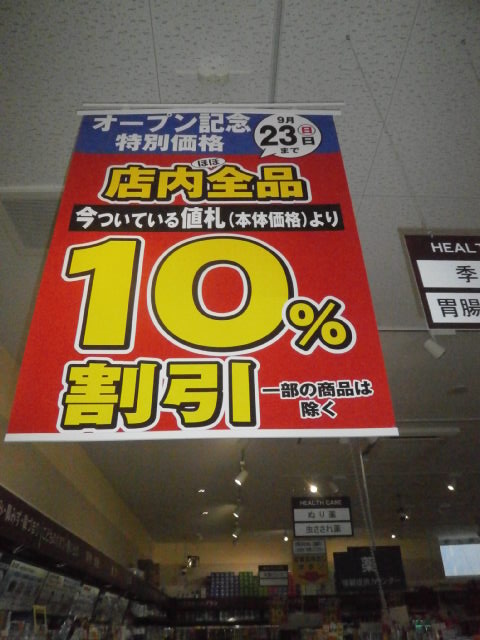 オープン記念
特別価格
9月
23日(日)
まで
ほぼ
店内全品
今ついている値札(本体価格)より
10%
割引
一部の商品は
除く
HEALT
季
胃腸
HEALTH CARE
ぬり薬
虫さされ薬
薬